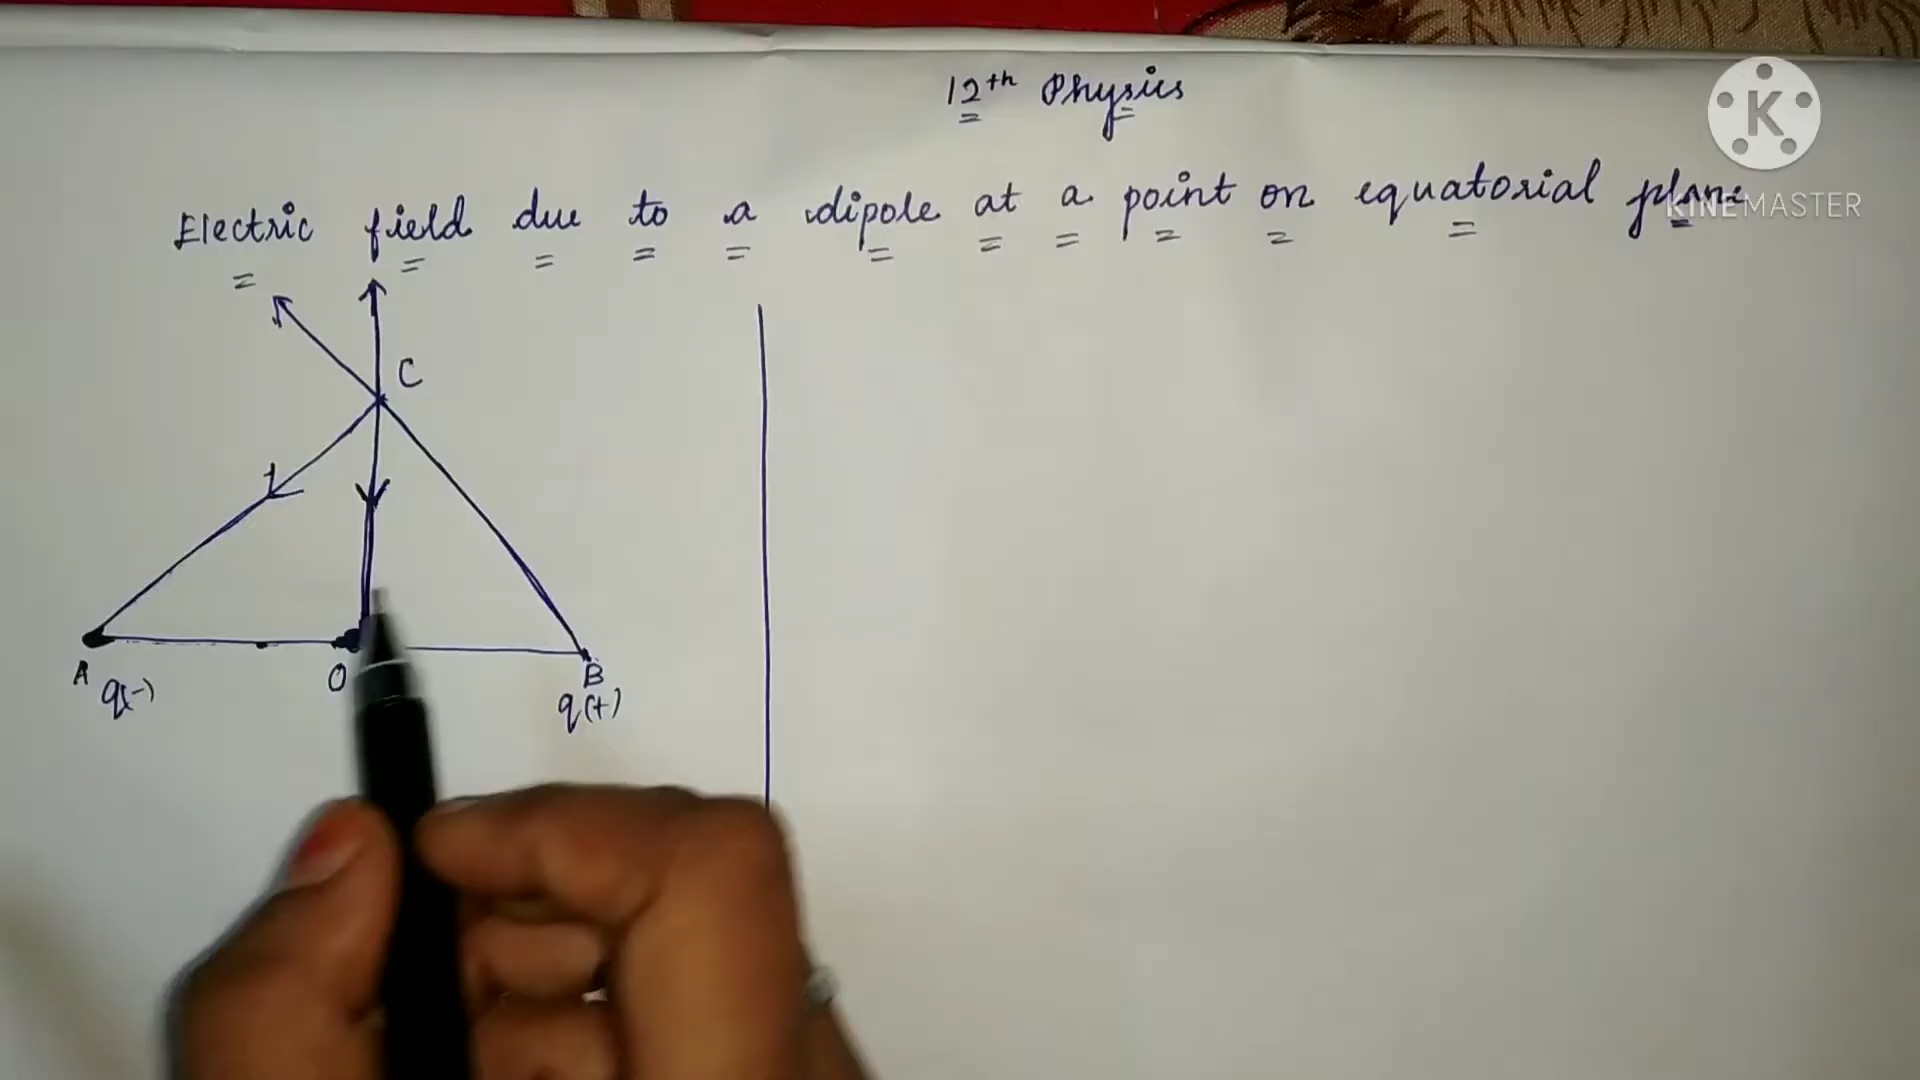 12th Physics
K
KINEMASTER
Electric field due to a dipole at a point on equatorial plane
C
A
O
B
q(-)
q(+)